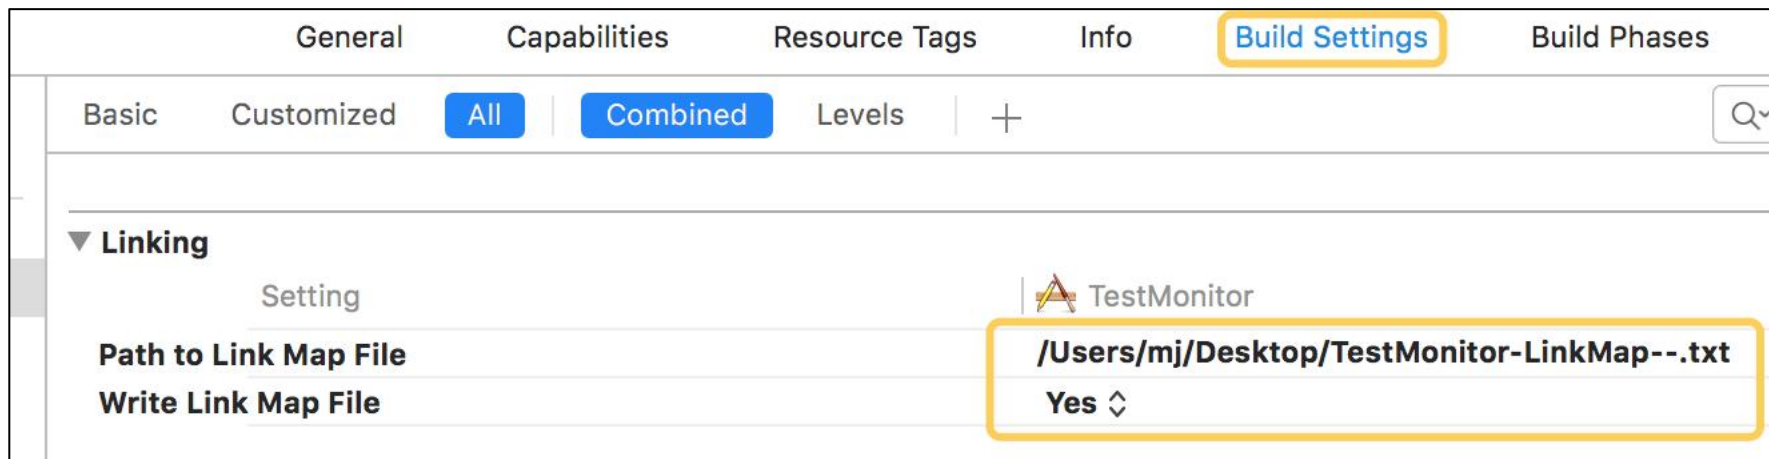 General Capabilities Resource Tags Info Build Settings Build Phases
Basic Customized All Combined Levels
Linking
Setting TestMonitor
Path to Link Map File /Users/mj/Desktop/TestMonitor-LinkMap--.txt
Write Link Map File Yes